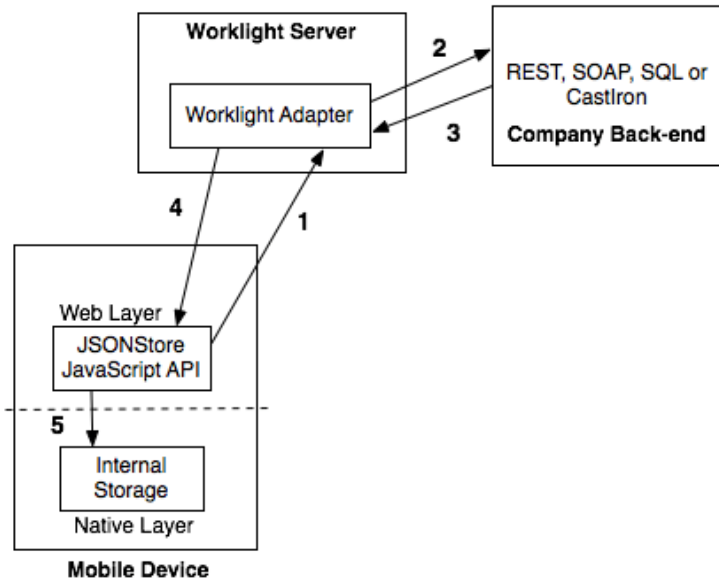 Worklight Server
Worklight Adapter
2
REST, SOAP, SQL or
CastIron
Company Back-end
3
4
1
Web Layer
JSONStore
JavaScript API
5
Internal
Storage
Native Layer
Mobile Device